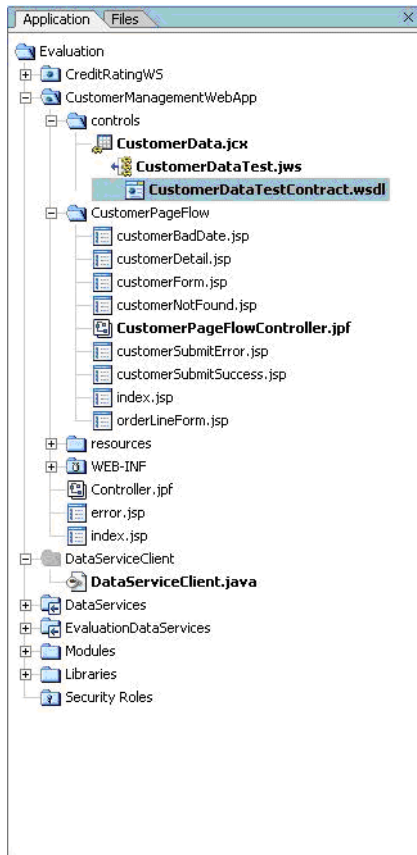 Application Files
Evaluation
CreditRatingWS
CustomerManagementWebApp
controls
CustomerData.jcx
CustomerDataTest.jws
CustomerDataTestContract.wsdl
CustomerPageFlow
customerBadDate.jsp
customerDetail.jsp
customerForm.jsp
customerNotFound.jsp
CustomerPageFlowController.jpf
customerSubmitError.jsp
customerSubmitSuccess.jsp
index.jsp
orderLineForm.jsp
resources
WEB-INF
Controller.jpf
error.jsp
index.jsp
DataServiceClient
DataServiceClient.java
DataServices
EvaluationDataServices
Modules
Libraries
Security Roles